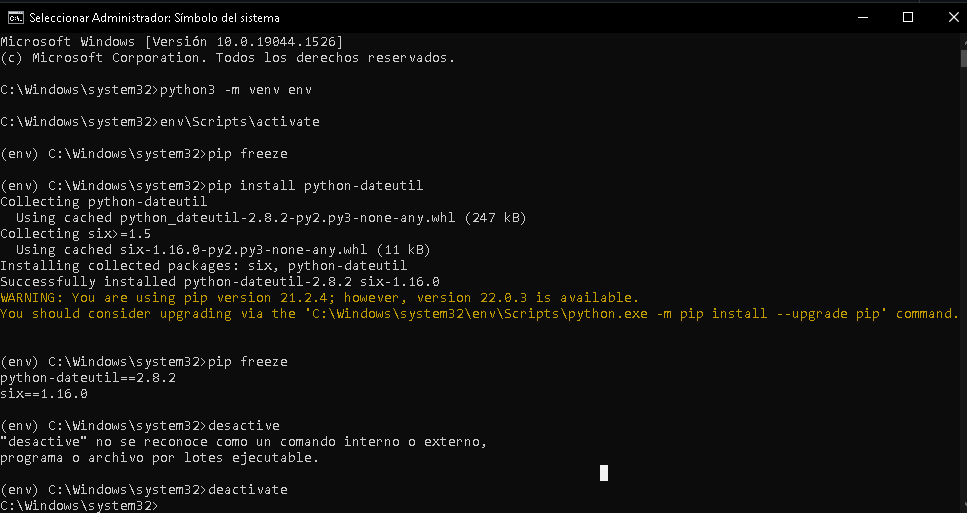 Seleccionar Administrador: Símbolo del sistema
Microsoft Windows [Versión 10.0.19044.1526]
(c) Microsoft Corporation. Todos los derechos reservados.
C:\Windows\system32>python3 -m venv env
C:\Windows\system32>env\Scripts\activate
(env) C:\Windows\system32>pip freeze
(env) C:\Windows\system32>pip install python-dateutil
Collecting python-dateutil
  Using cached python_dateutil-2.8.2-py2.py3-none-any.whl (247 kB)
Collecting six>=1.5
  Using cached six-1.16.0-py2.py3-none-any.whl (11 kB)
Installing collected packages: six, python-dateutil
Successfully installed python-dateutil-2.8.2 six-1.16.0
WARNING: You are using pip version 21.2.4; however, version 22.0.3 is available.
You should consider upgrading via the 'C:\Windows\system32\env\Scripts\python.exe -m pip install --upgrade pip' command.
(env) C:\Windows\system32>pip freeze
python-dateutil==2.8.2
six==1.16.0
(env) C:\Windows\system32>desactive
"desactive" no se reconoce como un comando interno o externo,
programa o archivo por lotes ejecutable.
(env) C:\Windows\system32>deactivate
C:\Windows\system32>